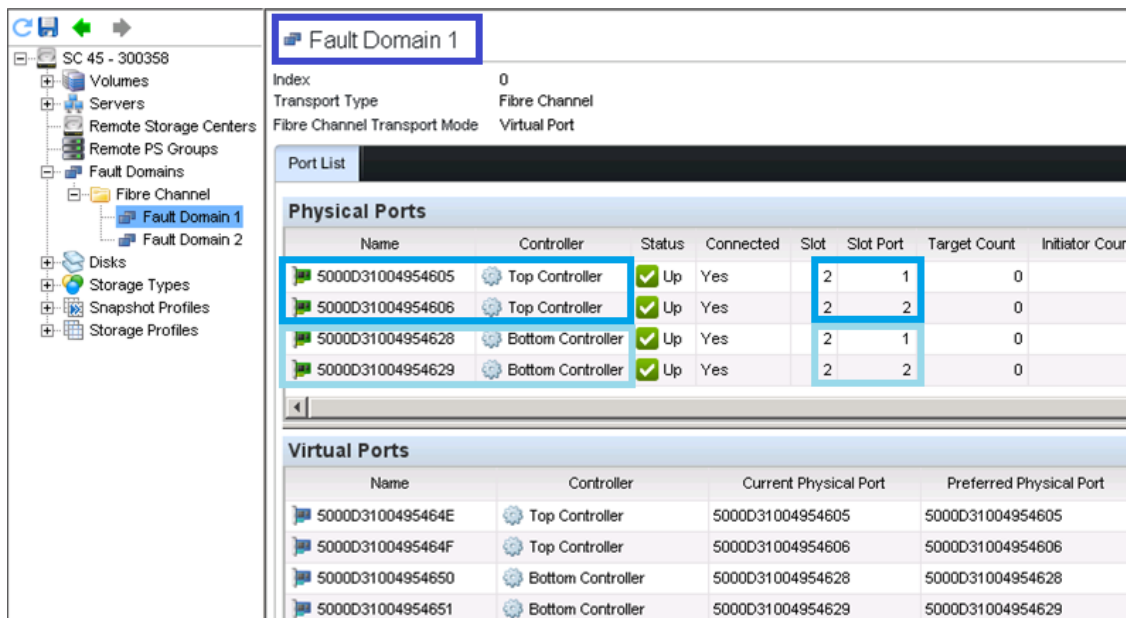 SC 45 - 300358
Volumes
Servers
Remote Storage Centers
Remote PS Groups
Fault Domains
Fibre Channel
Fault Domain 1
Fault Domain 2
Disks
Storage Types
Snapshot Profiles
Storage Profiles
Fault Domain 1
Index 0
Transport Type Fibre Channel
Fibre Channel Transport Mode Virtual Port
Port List
Physical Ports
Name Controller Status Connected Slot Slot Port Target Count Initiator Cour
5000D31004954605 Top Controller Up Yes 2 1 0
5000D31004954606 Top Controller Up Yes 2 2 0
5000D31004954628 Bottom Controller Up Yes 2 1 0
5000D31004954629 Bottom Controller Up Yes 2 2 0
Virtual Ports
Name Controller Current Physical Port Preferred Physical Port
5000D3100495464E Top Controller 5000D31004954605 5000D31004954605
5000D3100495464F Top Controller 5000D31004954606 5000D31004954606
5000D31004954650 Bottom Controller 5000D31004954628 5000D31004954628
5000D31004954651 Bottom Controller 5000D31004954629 5000D31004954629